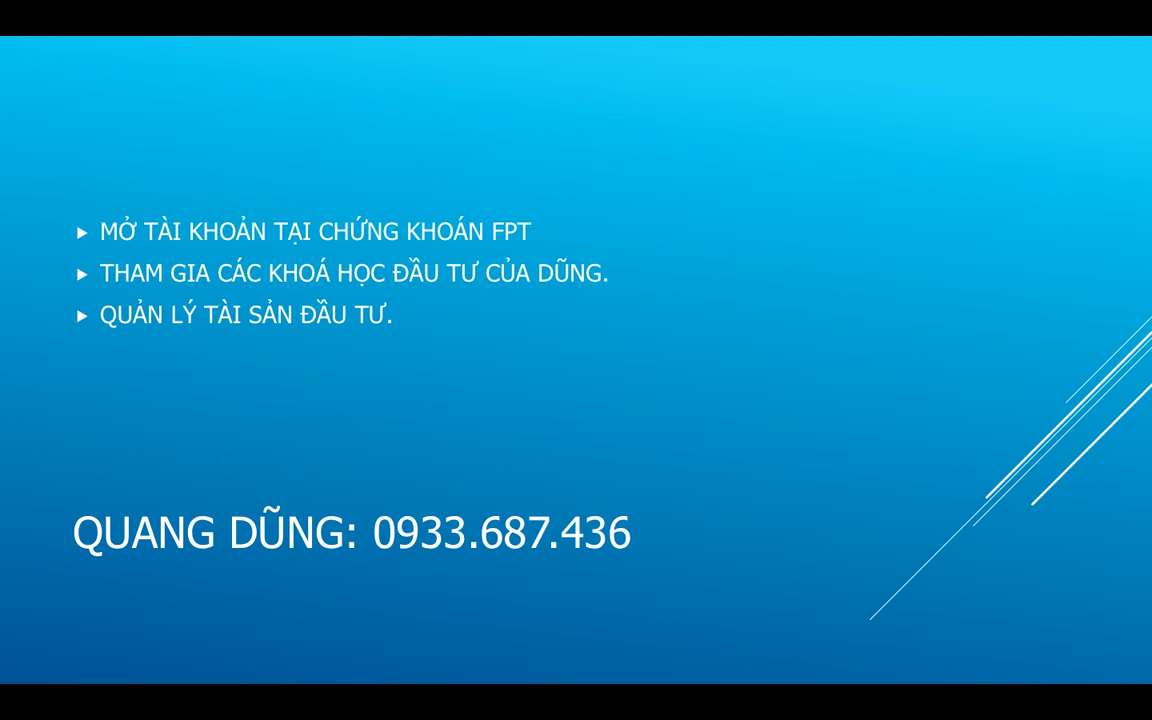 MỞ TÀI KHOẢN TẠI CHỨNG KHOÁN FPT
THAM GIA CÁC KHOÁ HỌC ĐẦU TƯ CỦA DŨNG.
QUẢN LÝ TÀI SẢN ĐẦU TƯ.
QUANG DŨNG: 0933.687.436